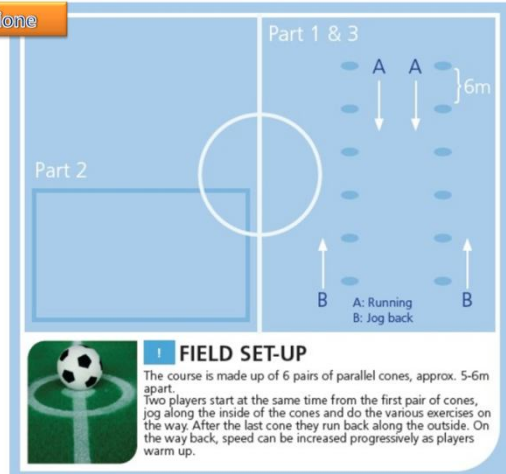 lone
Part 1 & 3
A A
6m
Part 2
B A: Running B
B: Jog back
! FIELD SET-UP
The course is made up of 6 pairs of parallel cones, approx. 5-6m
apart.
Two players start at the same time from the first pair of cones,
jog along the inside of the cones and do the various exercises on
the way. After the last cone they run back along the outside. On
the way back, speed can be increased progressively as players
warm up.